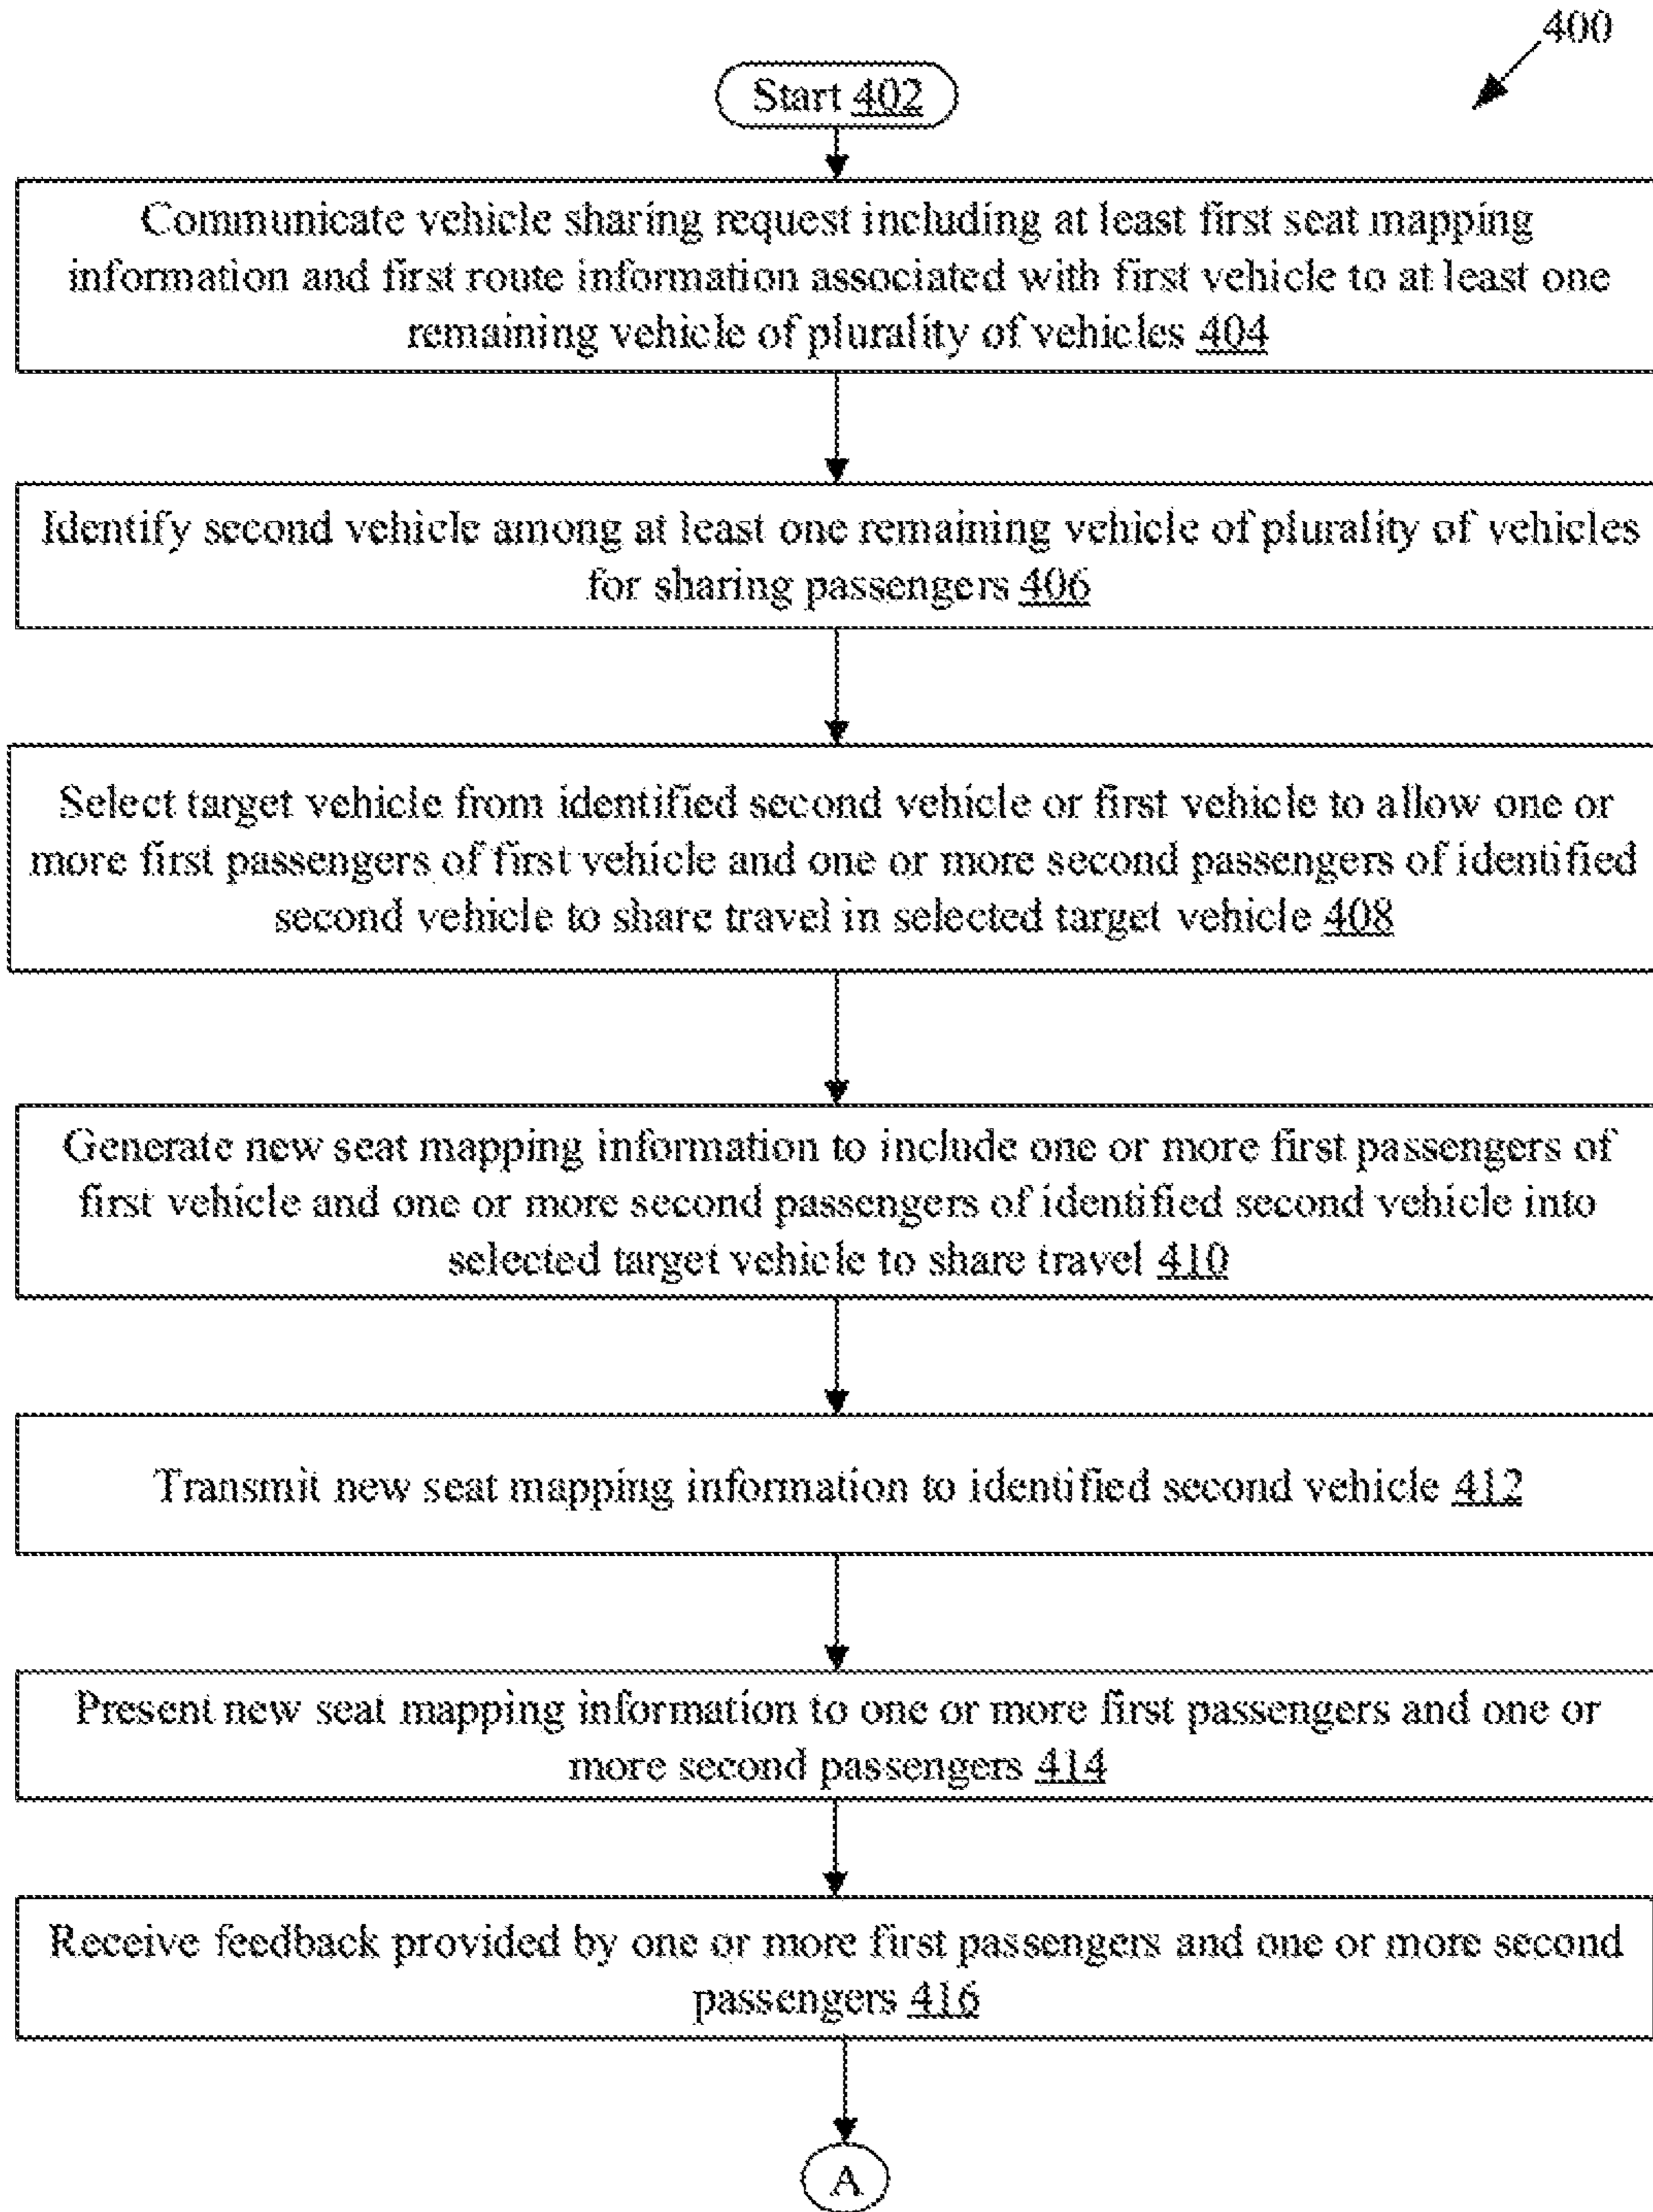 400
Start 402
Communicate vehicle sharing request including at least first seat mapping
information and first route information associated with first vehicle to at least one
remaining vehicle of plurality of vehicles 404
Identify second vehicle among at least one remaining vehicle of plurality of vehicles
for sharing passengers 406
Select target vehicle from identified second vehicle or first vehicle to allow one or
more first passengers of first vehicle and one or more second passengers of identified
second vehicle to share travel in selected target vehicle 408
Generate new seat mapping information to include one or more first passengers of
first vehicle and one or more second passengers of identified second vehicle into
selected target vehicle to share travel 410
Transmit new seat mapping information to identified second vehicle 412
Present new seat mapping information to one or more first passengers and one or
more second passengers 414
Receive feedback provided by one or more first passengers and one or more second
passengers 416
A